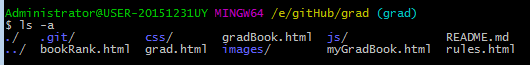 Administrator@USER-20151231UY MINGW64 /e/gitHub/grad (grad)
$ ls -a
./ .git/ css/ gradBook.html js/ README.md
../ bookRank.html grad.html images/ myGradBook.html rules.html